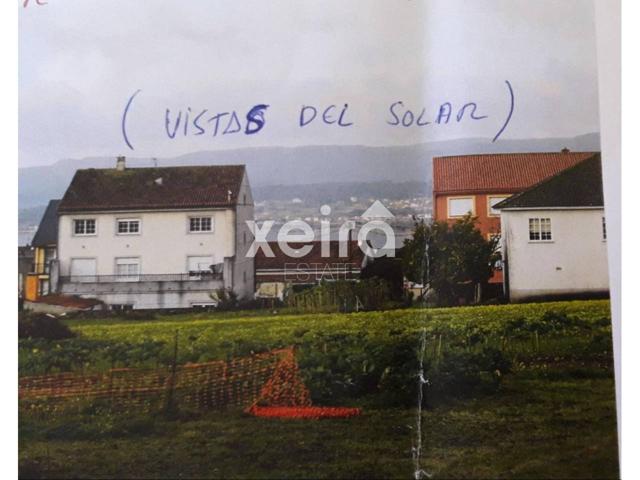 (VISTAS DEL SOLAR)
xeira
ESTATE